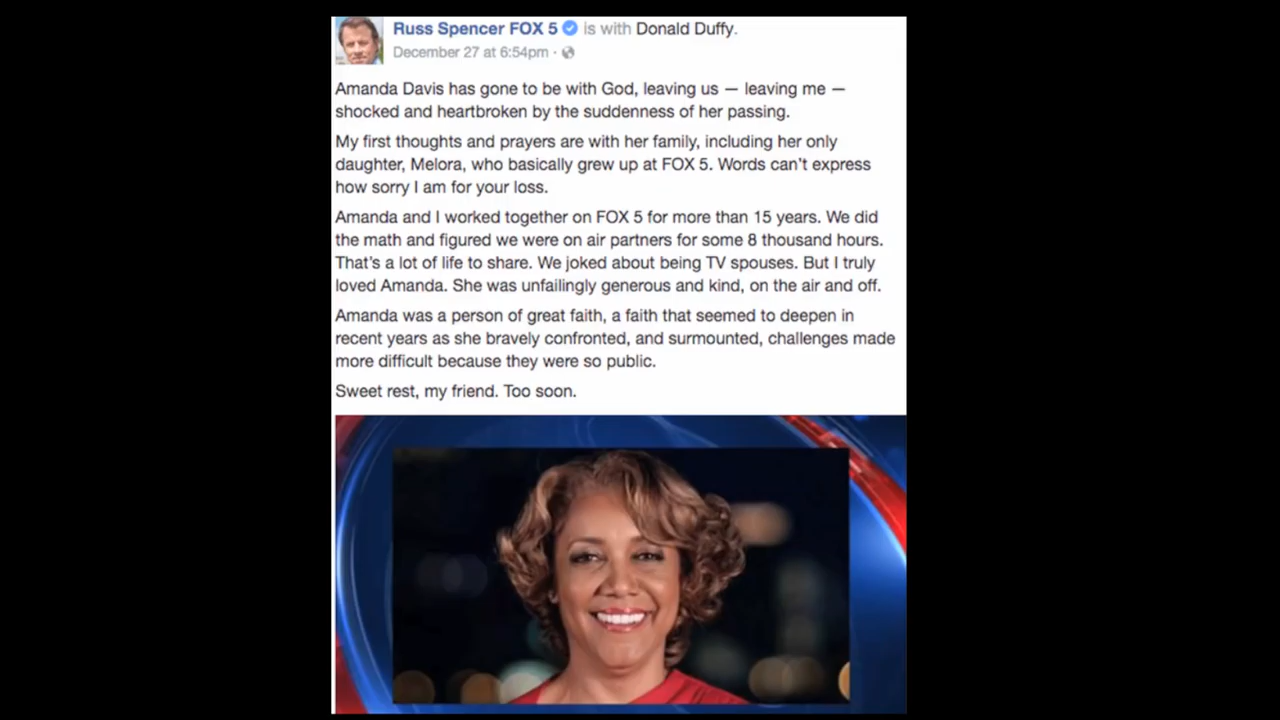 Russ Spencer FOX 5 is with Donald Duffy.
December 27 at 6:54pm ·
Amanda Davis has gone to be with God, leaving us — leaving me —
shocked and heartbroken by the suddenness of her passing.
My first thoughts and prayers are with her family, including her only
daughter, Melora, who basically grew up at FOX 5. Words can't express
how sorry I am for your loss.
Amanda and I worked together on FOX 5 for more than 15 years. We did
the math and figured we were on air partners for some 8 thousand hours.
That's a lot of life to share. We joked about being TV spouses. But I truly
loved Amanda. She was unfailingly generous and kind, on the air and off.
Amanda was a person of great faith, a faith that seemed to deepen in
recent years as she bravely confronted, and surmounted, challenges made
more difficult because they were so public.
Sweet rest, my friend. Too soon.